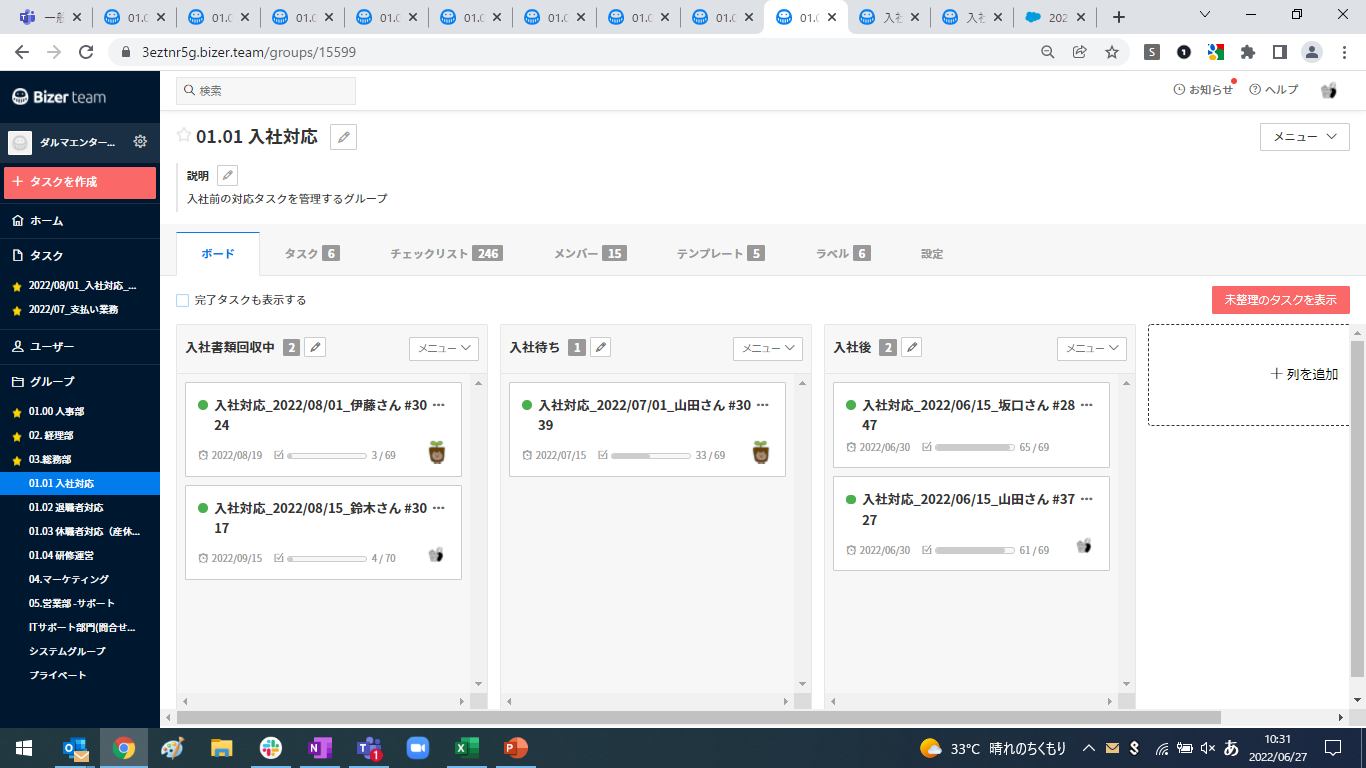 一般
01.0
01.0
01.0
01.0
01.0
01.0
01.0
01.0
01.0
入社
入社
202
3eztnr5g.bizer.team/groups/15599
Bizer team
検索
お知らせ
ヘルプ
ダルマエンター...
タスクを作成
ホーム
タスク
2022/08/01_入社対応_...
2022/07_支払い業務
ユーザー
グループ
01.00 人事部
02. 経理部
03.総務部
01.01 入社対応
01.02 退職者対応
01.03 休職者対応（産休...
01.04 研修運営
04.マーケティング
05.営業部 -サポート
ITサポート部門(問合せ...
システムグループ
プライベート
01.01 入社対応
メニュー
説明
入社前の対応タスクを管理するグループ
ボード
タスク 6
チェックリスト 246
メンバー 15
テンプレート 5
ラベル 6
設定
完了タスクも表示する
未整理のタスクを表示
入社書類回収中 2
メニュー
入社対応_2022/08/01_伊藤さん #30
24
2022/08/19
3 / 69
入社対応_2022/08/15_鈴木さん #30
17
2022/09/15
4 / 70
入社待ち 1
メニュー
入社対応_2022/07/01_山田さん #30
39
2022/07/15
33 / 69
入社後 2
メニュー
入社対応_2022/06/15_坂口さん #28
47
2022/06/30
65 / 69
入社対応_2022/06/15_山田さん #37
27
2022/06/30
61 / 69
列を追加
33°C 晴れのちくもり
あ
10:31
2022/06/27